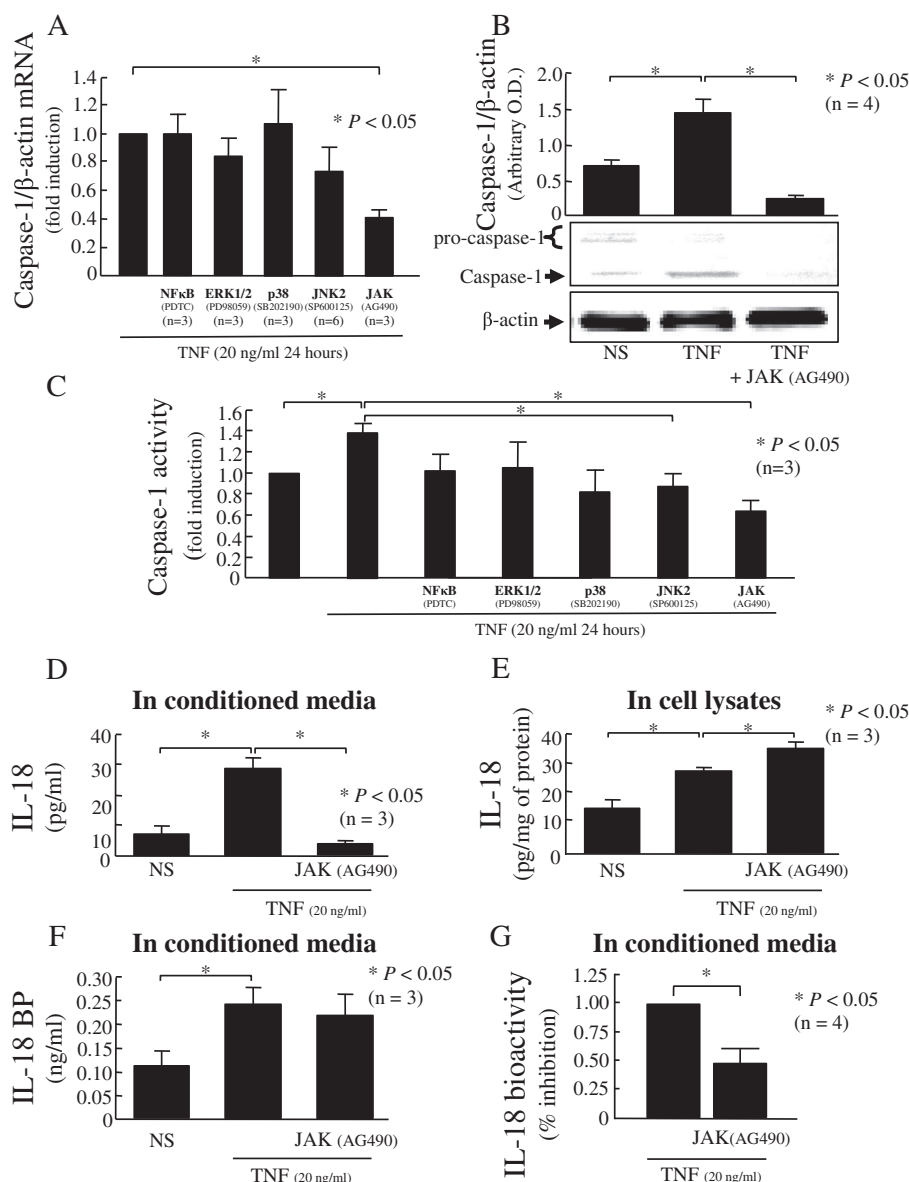 A
Caspase-1/β-actin mRNA
(fold induction)
1.4
1.2
1.0
0.8
0.6
0.4
0.2
0
*
* P < 0.05
NFκB ERK1/2 p38 JNK2 JAK
(PDTC) (PD98059) (SB202190) (SP600125) (AG490)
(n=3) (n=3) (n=3) (n=6) (n=3)
TNF (20 ng/ml 24 hours)
B
Caspase-1/β-actin
(Arbitrary O.D.)
2.0
1.5
1.0
0.5
0.0
* *
* P < 0.05
(n = 4)
pro-caspase-1
Caspase-1
β-actin
NS TNF TNF
+ JAK (AG490)
C
Caspase-1 activity
(fold induction)
1.6
1.4
1.2
1.0
0.8
0.6
0.4
0.2
0
* *
*
* P < 0.05
(n=3)
NFκB ERK1/2 p38 JNK2 JAK
(PDTC) (PD98059) (SB202190) (SP600125) (AG490)
TNF (20 ng/ml 24 hours)
D
In conditioned media
IL-18
(pg/ml)
40
30
20
10
0
* *
* P < 0.05
(n = 3)
NS JAK (AG490)
TNF (20 ng/ml)
E
In cell lysates
IL-18
(pg/mg of protein)
40
30
20
10
0
* *
* P < 0.05
(n = 3)
NS JAK (AG490)
TNF (20 ng/ml)
F
In conditioned media
IL-18 BP
(ng/ml)
0.30
0.25
0.20
0.15
0.10
0.05
0
*
* P < 0.05
(n = 3)
NS JAK (AG490)
TNF (20 ng/ml)
G
In conditioned media
IL-18 bioactivity
(% inhibition)
1.25
1.00
0.75
0.50
0.25
0
*
* P < 0.05
(n = 4)
JAK(AG490)
TNF (20 ng/ml)